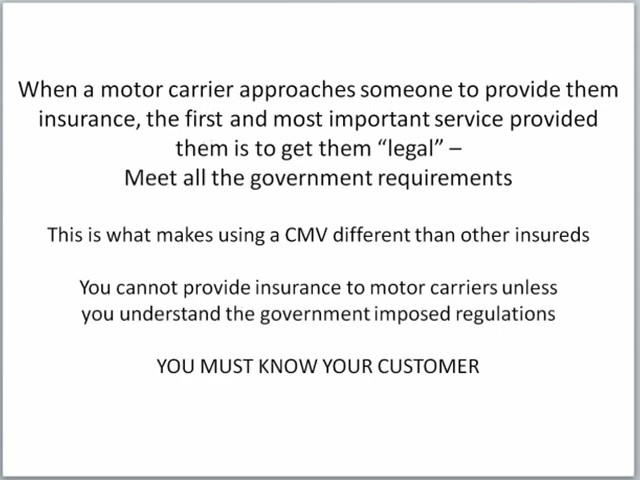 When a motor carrier approaches someone to provide them
insurance, the first and most important service provided
them is to get them “legal” –
Meet all the government requirements
This is what makes using a CMV different than other insureds
You cannot provide insurance to motor carriers unless
you understand the government imposed regulations
YOU MUST KNOW YOUR CUSTOMER